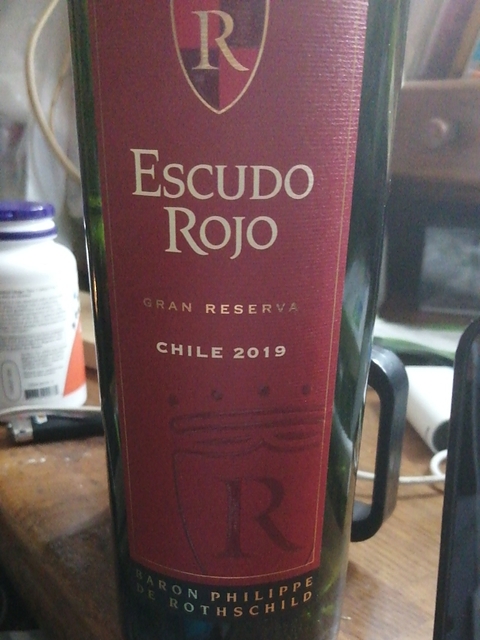 R
ESCUDO
ROJO
GRAN RESERVA
CHILE 2019
R
BARON PHILIPPE
DE ROTHSCHILD